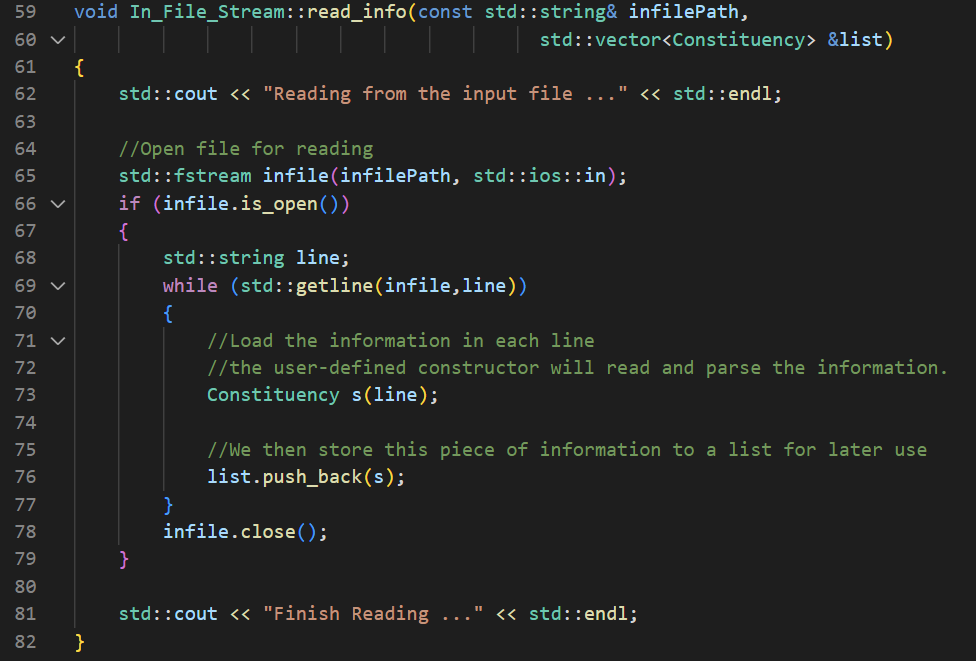 59 void In_File_Stream::read_info(const std::string& infilePath,
60 std::vector<Constituency> &list)
61 {
62 std::cout << "Reading from the input file ..." << std::endl;
63
64 //Open file for reading
65 std::fstream infile(infilePath, std::ios::in);
66 if (infile.is_open())
67 {
68 std::string line;
69 while (std::getline(infile,line))
70 {
71 //Load the information in each line
72 //the user-defined constructor will read and parse the information.
73 Constituency s(line);
74
75 //We then store this piece of information to a list for later use
76 list.push_back(s);
77 }
78 infile.close();
79 }
80
81 std::cout << "Finish Reading ..." << std::endl;
82 }